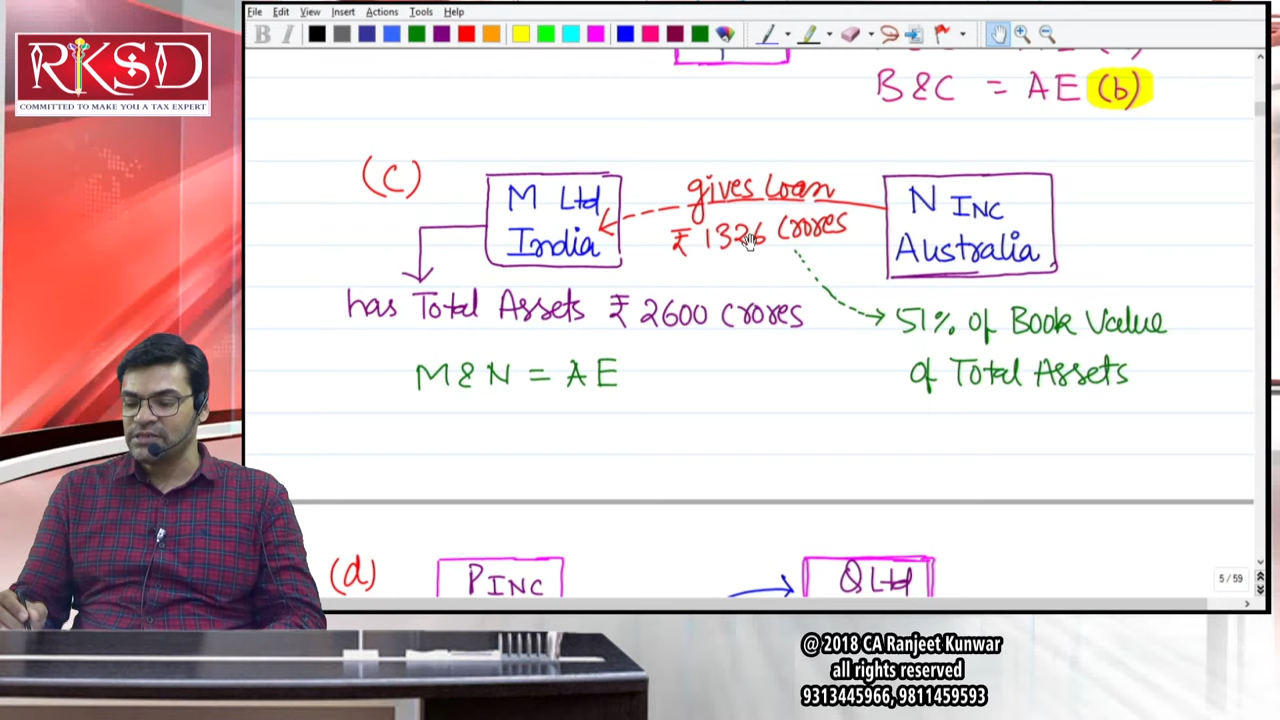 File Edit View Insert Actions Tools Help
B I
RKSD
COMMITTED TO MAKE YOU A TAX EXPERT
B & C = AE (b)
(c)
M Ltd
India
gives loan
₹ 1326 Crores
N INC
Australia
has Total Assets ₹ 2600 crores
51% of Book Value
of Total Assets
M & N = AE
5 / 59
(d)
P INC
Q Ltd
@ 2018 CA Ranjeet Kunwar
all rights reserved
9313445966, 9811459593